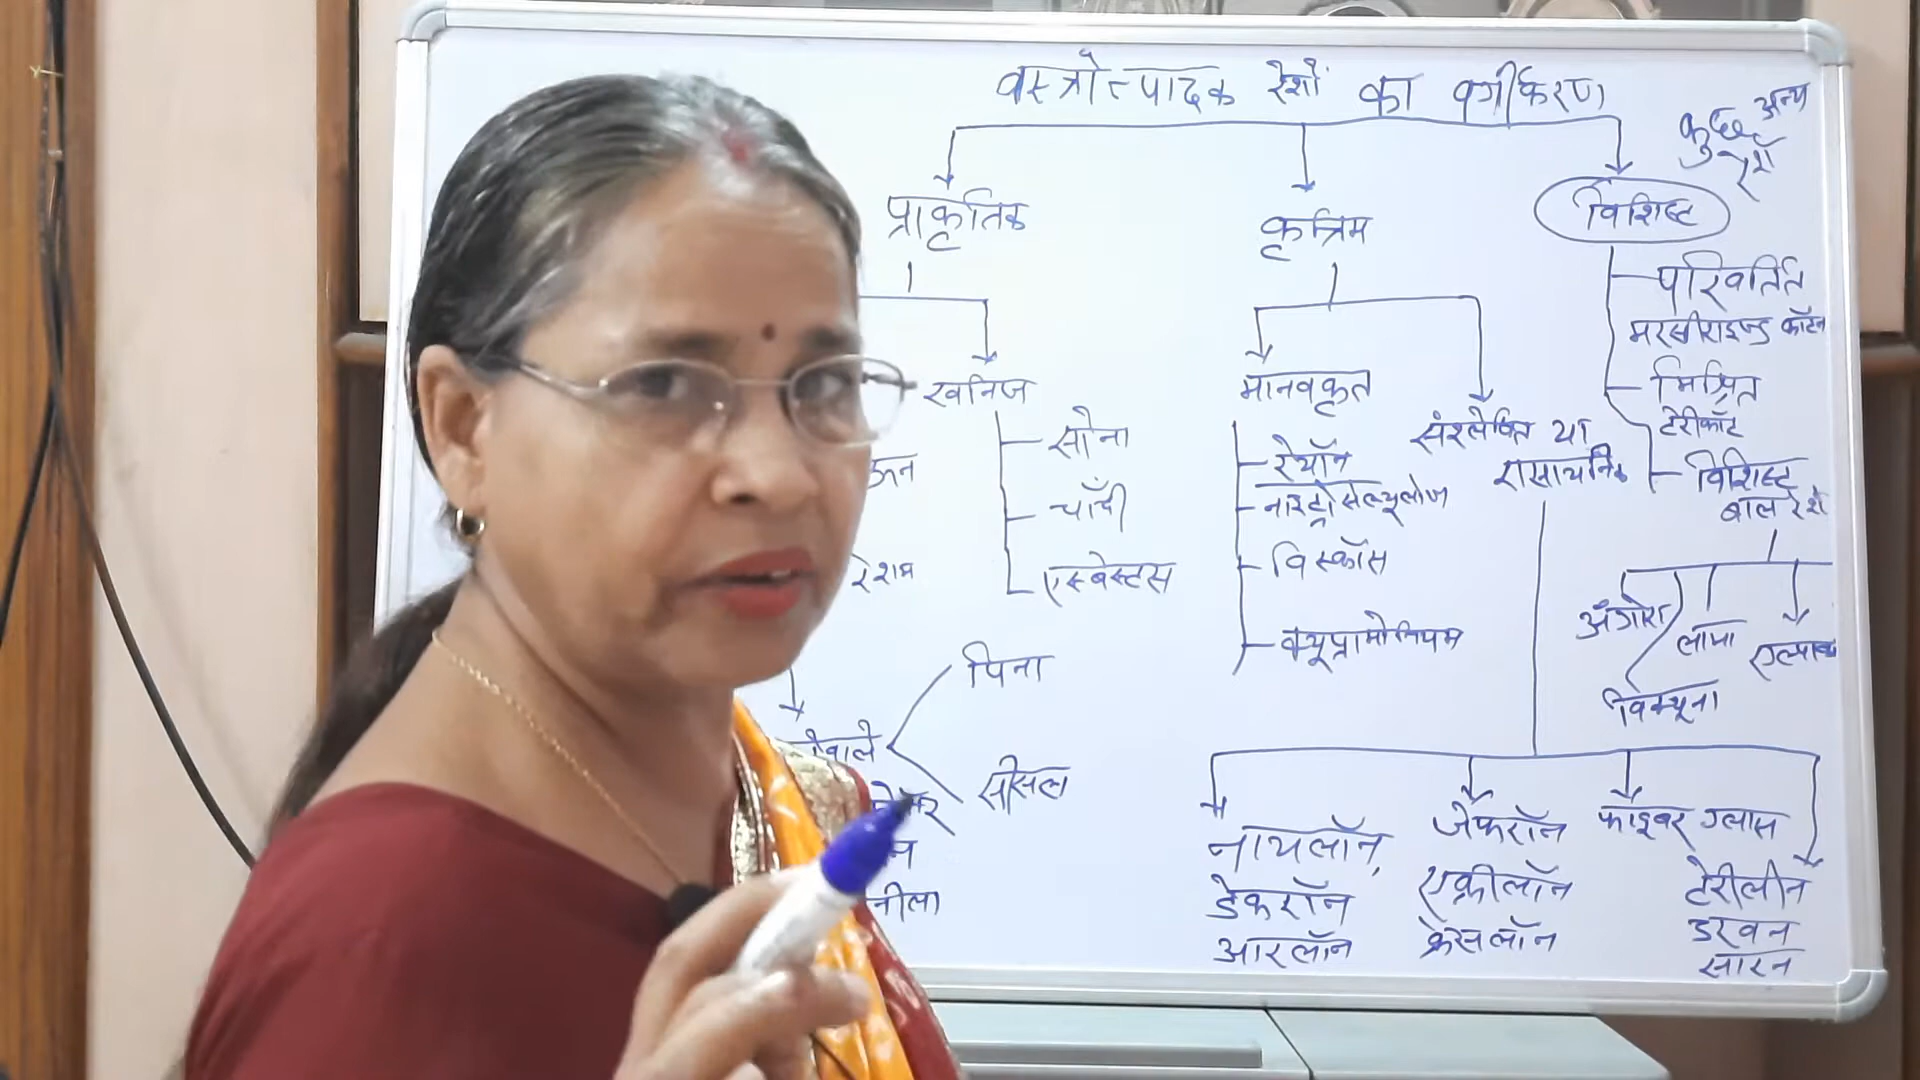 वस्त्रोत्पादक रेशों का वर्गीकरण
कुछ अन्य
रेशें
प्राकृतिक
कृत्रिम
विशिष्ट
खनिज
सोना
चाँदी
एस्बेस्टस
ऊन
रेशम
पिना
सीसल
नीला
मानवकृत
रेयॉन
नाइट्रोसेल्यूलोज
विस्कॉस
क्यूप्रामोनियम
संश्लेषित या
रासायनिक
नायलॉन,
डेकरॉन
आरलॉन
जेफरॉन
एक्रीलॉन
क्रेसलॉन
फाइबर ग्लास
टेरीलीन
डरवन
सारन
परिवर्तित
मरसीराइज्ड कॉटन
मिश्रित
टेरीकॉट
विशिष्ट
बाल रेशे
अंगोरा
लामा
विक्यूना